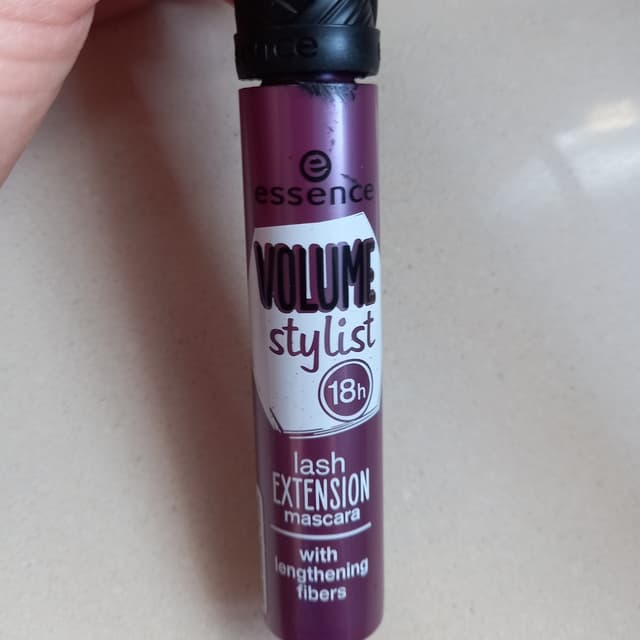 essence
VOLUME
stylist
18h
lash
EXTENSION
mascara
with
lengthening
fibers